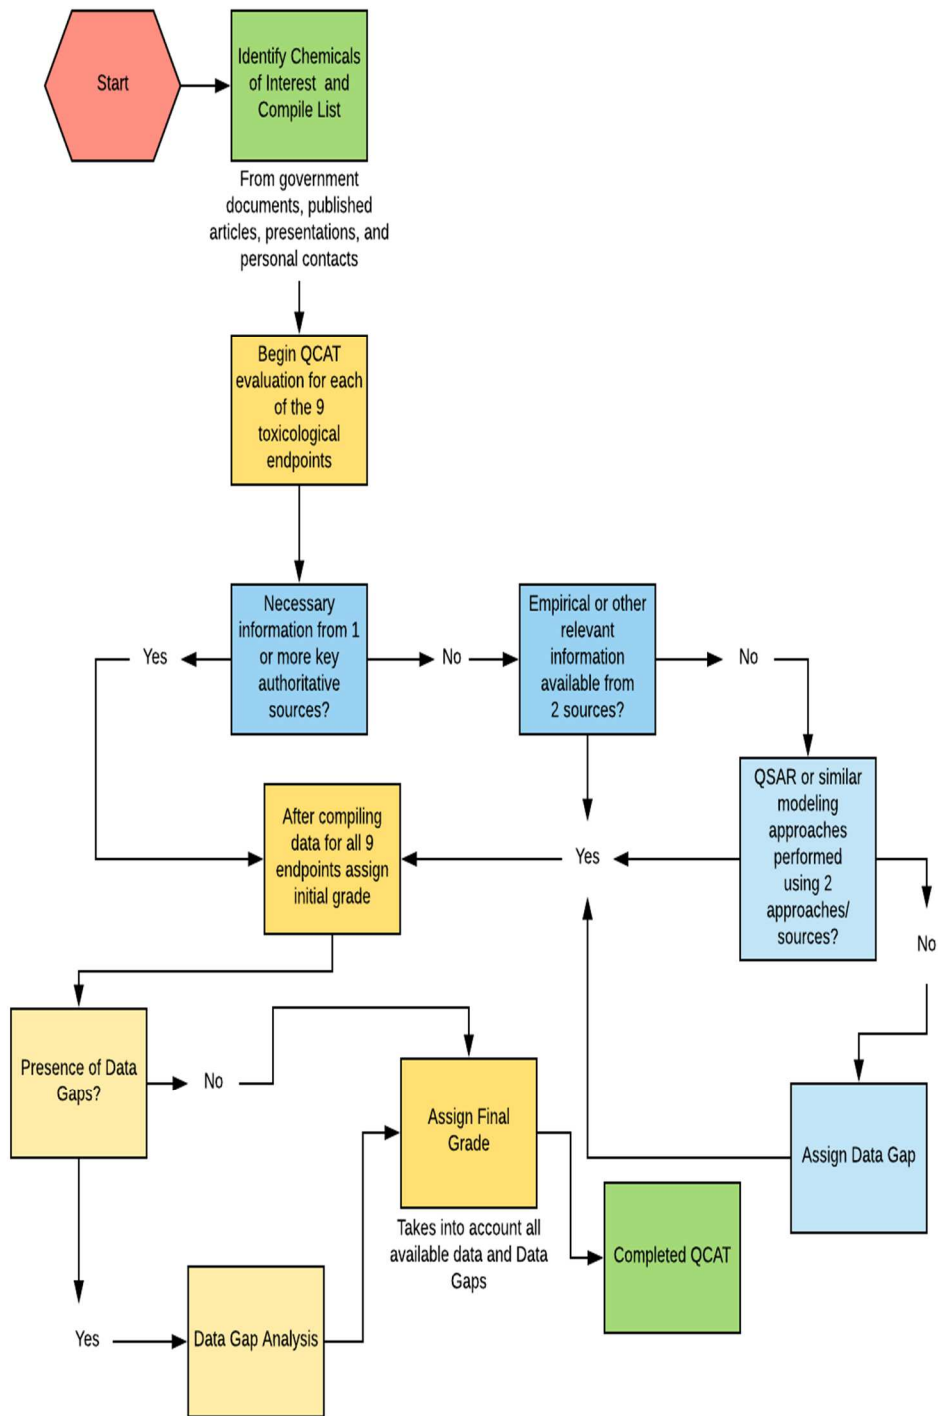 Start
Identify Chemicals
of Interest and
Compile List
From government
documents, published
articles, presentations, and
personal contacts
Begin QCAT
evaluation for each
of the 9
toxicological
endpoints
Necessary
information from 1
or more key
authoritative
sources?
Yes
No
Empirical or other
relevant
information
available from
2 sources?
No
QSAR or similar
modeling
approaches
performed
using 2
approaches/
sources?
After compiling
data for all 9
endpoints assign
initial grade
Yes
No
Presence of Data
Gaps?
No
Assign Final
Grade
Takes into account all
available data and Data
Gaps
Assign Data Gap
Completed QCAT
Yes
Data Gap Analysis